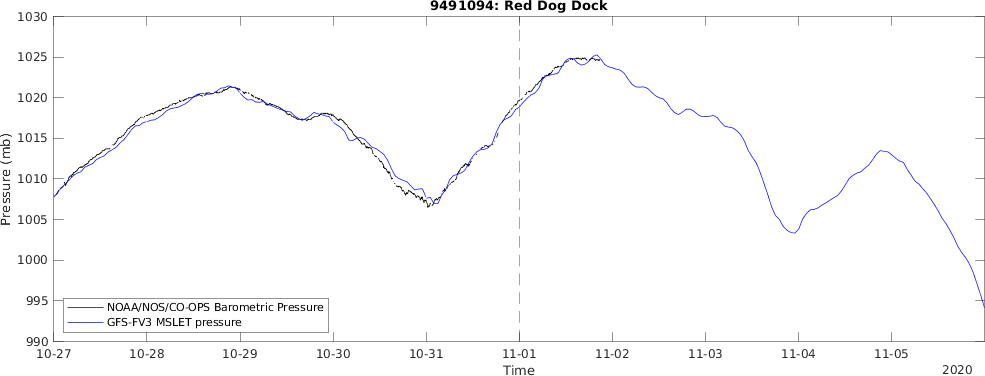 9491094: Red Dog Dock
Pressure (mb)
1030
1025
1020
1015
1010
1005
1000
995
990
NOAA/NOS/CO-OPS Barometric Pressure
GFS-FV3 MSLET pressure
10-27 10-28 10-29 10-30 10-31 11-01 11-02 11-03 11-04 11-05
Time
2020